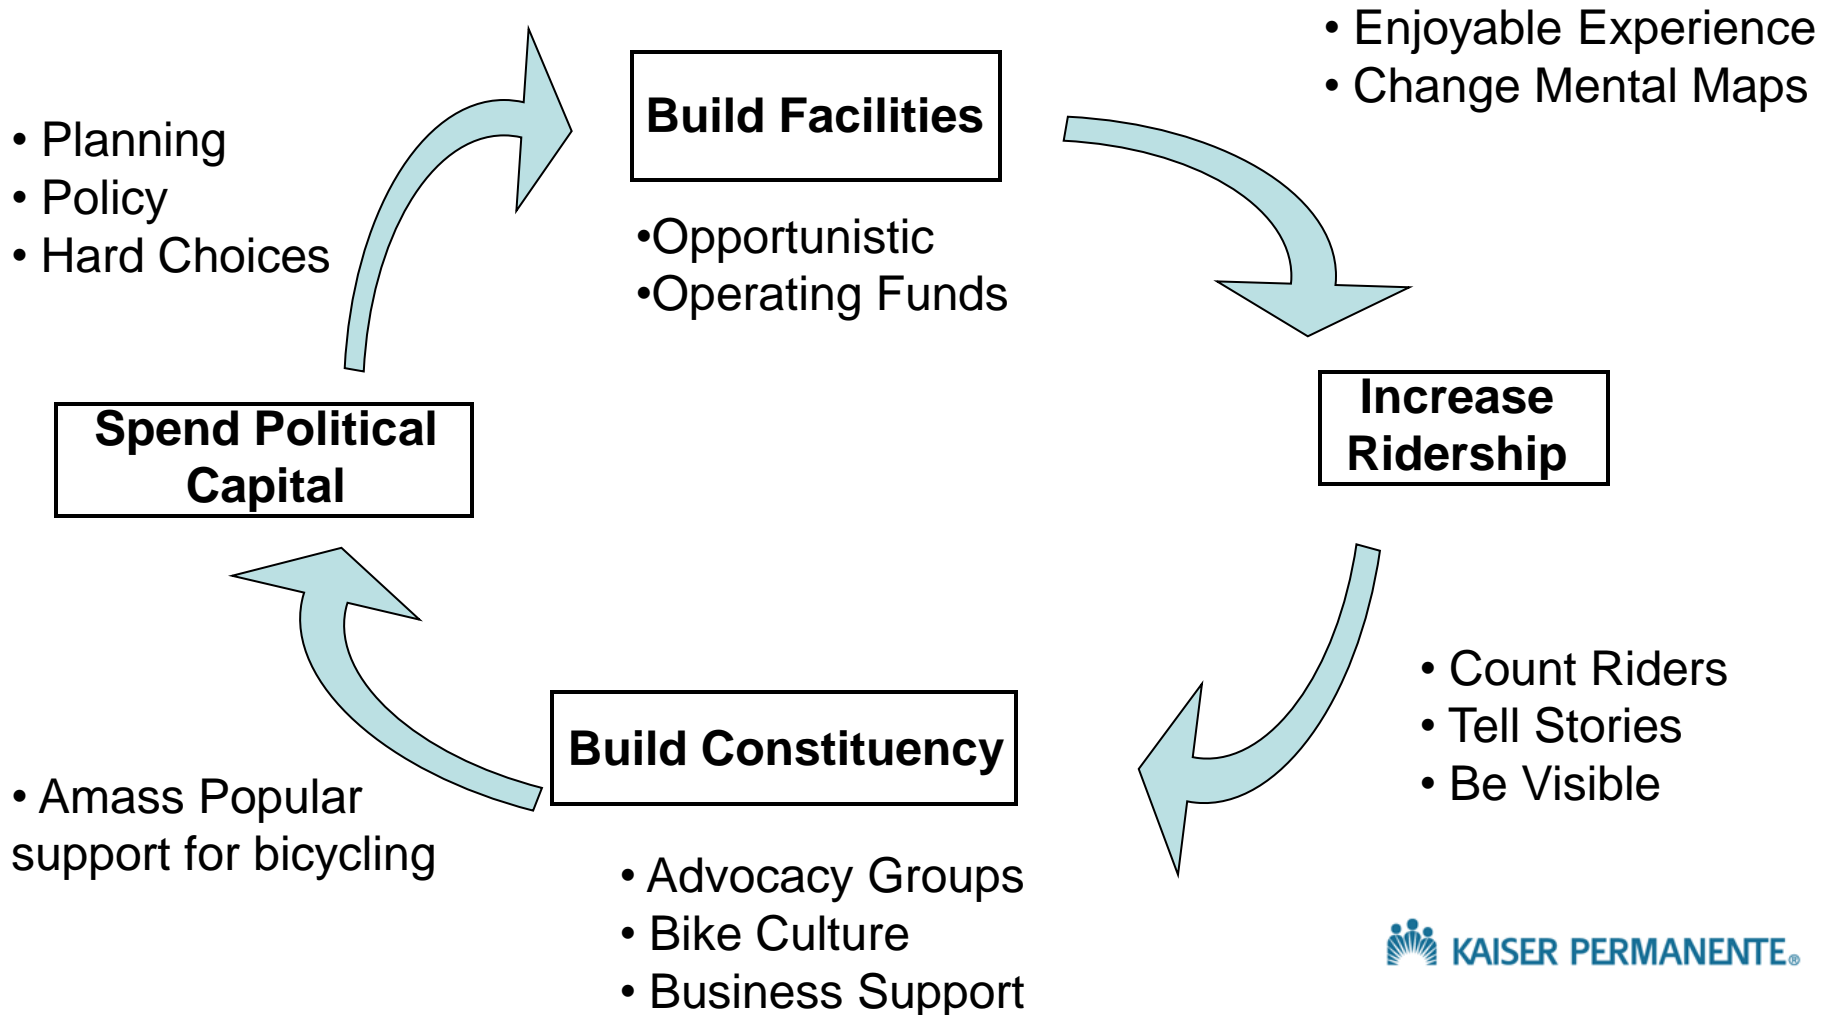 • Enjoyable Experience
• Change Mental Maps
Build Facilities
•Opportunistic
•Operating Funds
• Planning
• Policy
• Hard Choices
Increase
Ridership
Spend Political
Capital
• Count Riders
• Tell Stories
• Be Visible
Build Constituency
• Advocacy Groups
• Bike Culture
• Business Support
• Amass Popular
support for bicycling
KAISER PERMANENTE®